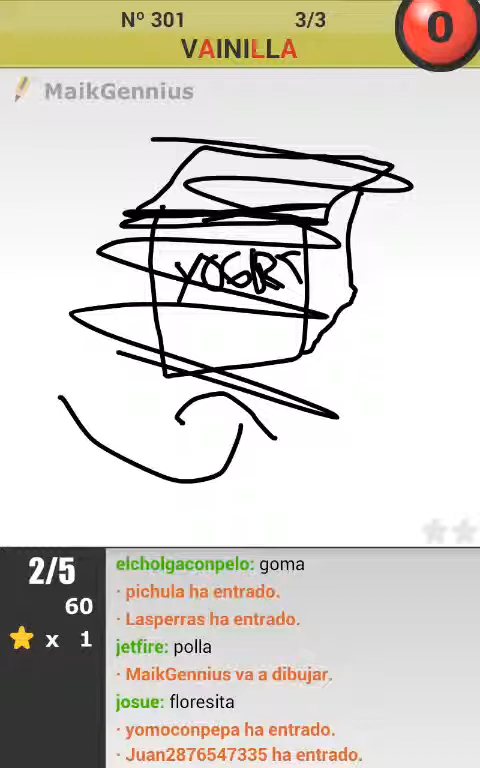 Nº 301
3/3
0
VAINILLA
MaikGennius
YOGRT
2/5
60
x 1
elcholgaconpelo: goma
· pichula ha entrado.
· Lasperras ha entrado.
jetfire: polla
· MaikGennius va a dibujar.
josue: floresita
· yomoconpepa ha entrado.
· Juan2876547335 ha entrado.